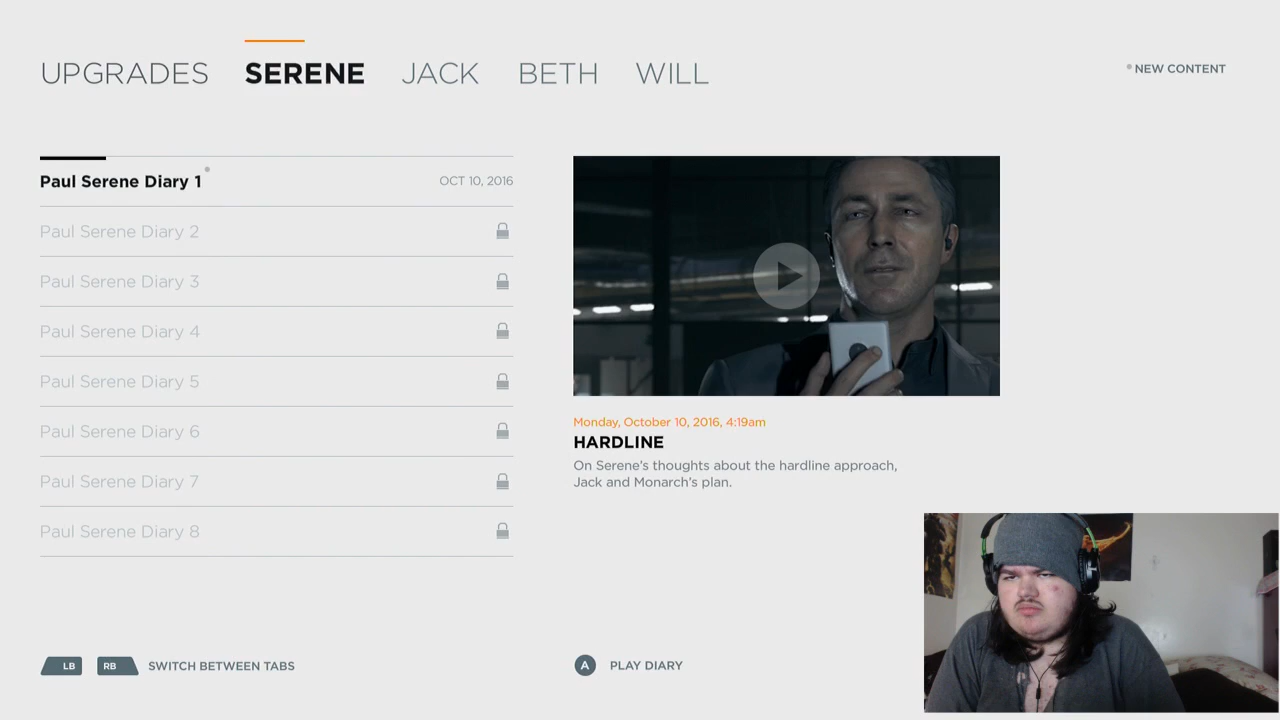 UPGRADES SERENE JACK BETH WILL
NEW CONTENT
Paul Serene Diary 1 OCT 10, 2016
Paul Serene Diary 2
Paul Serene Diary 3
Paul Serene Diary 4
Paul Serene Diary 5
Paul Serene Diary 6
Paul Serene Diary 7
Paul Serene Diary 8
Monday, October 10, 2016, 4:19am
HARDLINE
On Serene's thoughts about the hardline approach,
Jack and Monarch's plan.
LB RB SWITCH BETWEEN TABS
A PLAY DIARY